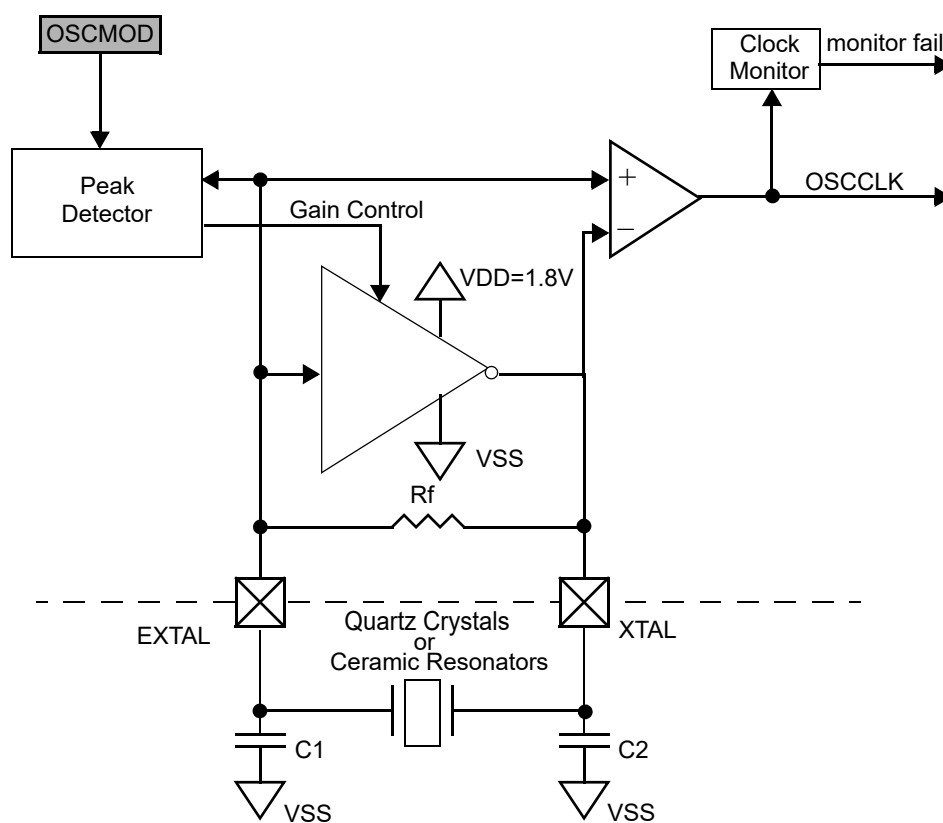 OSCMOD
Clock
Monitor
monitor fail
Peak
Detector
+
OSCCLK
Gain Control
−
VDD=1.8V
VSS
Rf
EXTAL
Quartz Crystals
or
Ceramic Resonators
XTAL
C1
C2
VSS
VSS